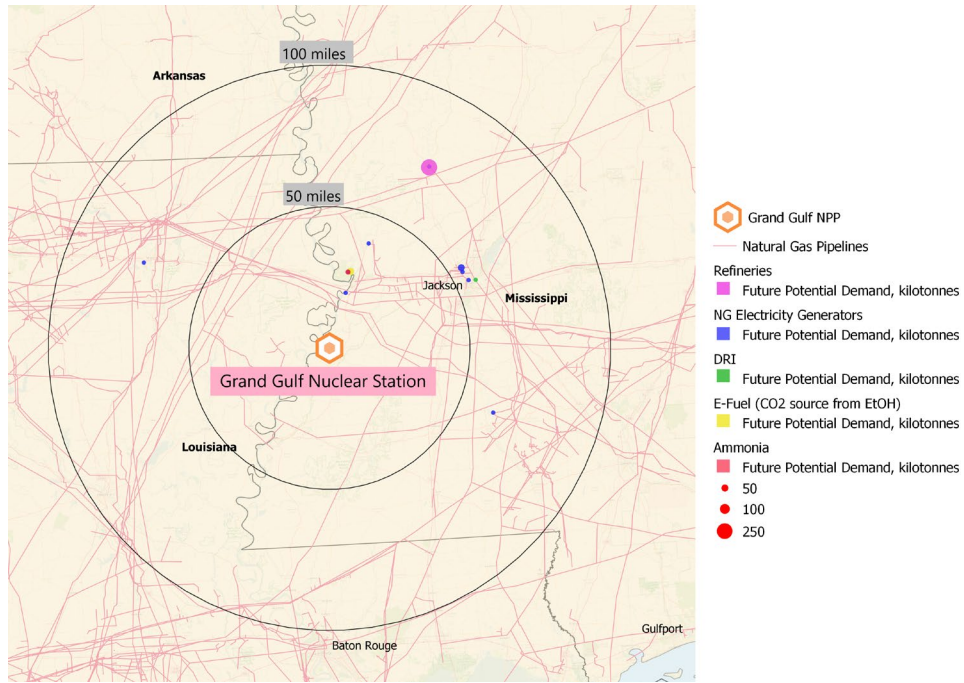 100 miles
Arkansas
50 miles
Jackson
Mississippi
Grand Gulf Nuclear Station
Louisiana
Baton Rouge
Gulfport
Grand Gulf NPP
Natural Gas Pipelines
Refineries
Future Potential Demand, kilotonnes
NG Electricity Generators
Future Potential Demand, kilotonnes
DRI
Future Potential Demand, kilotonnes
E-Fuel (CO2 source from EtOH)
Future Potential Demand, kilotonnes
Ammonia
Future Potential Demand, kilotonnes
50
100
250